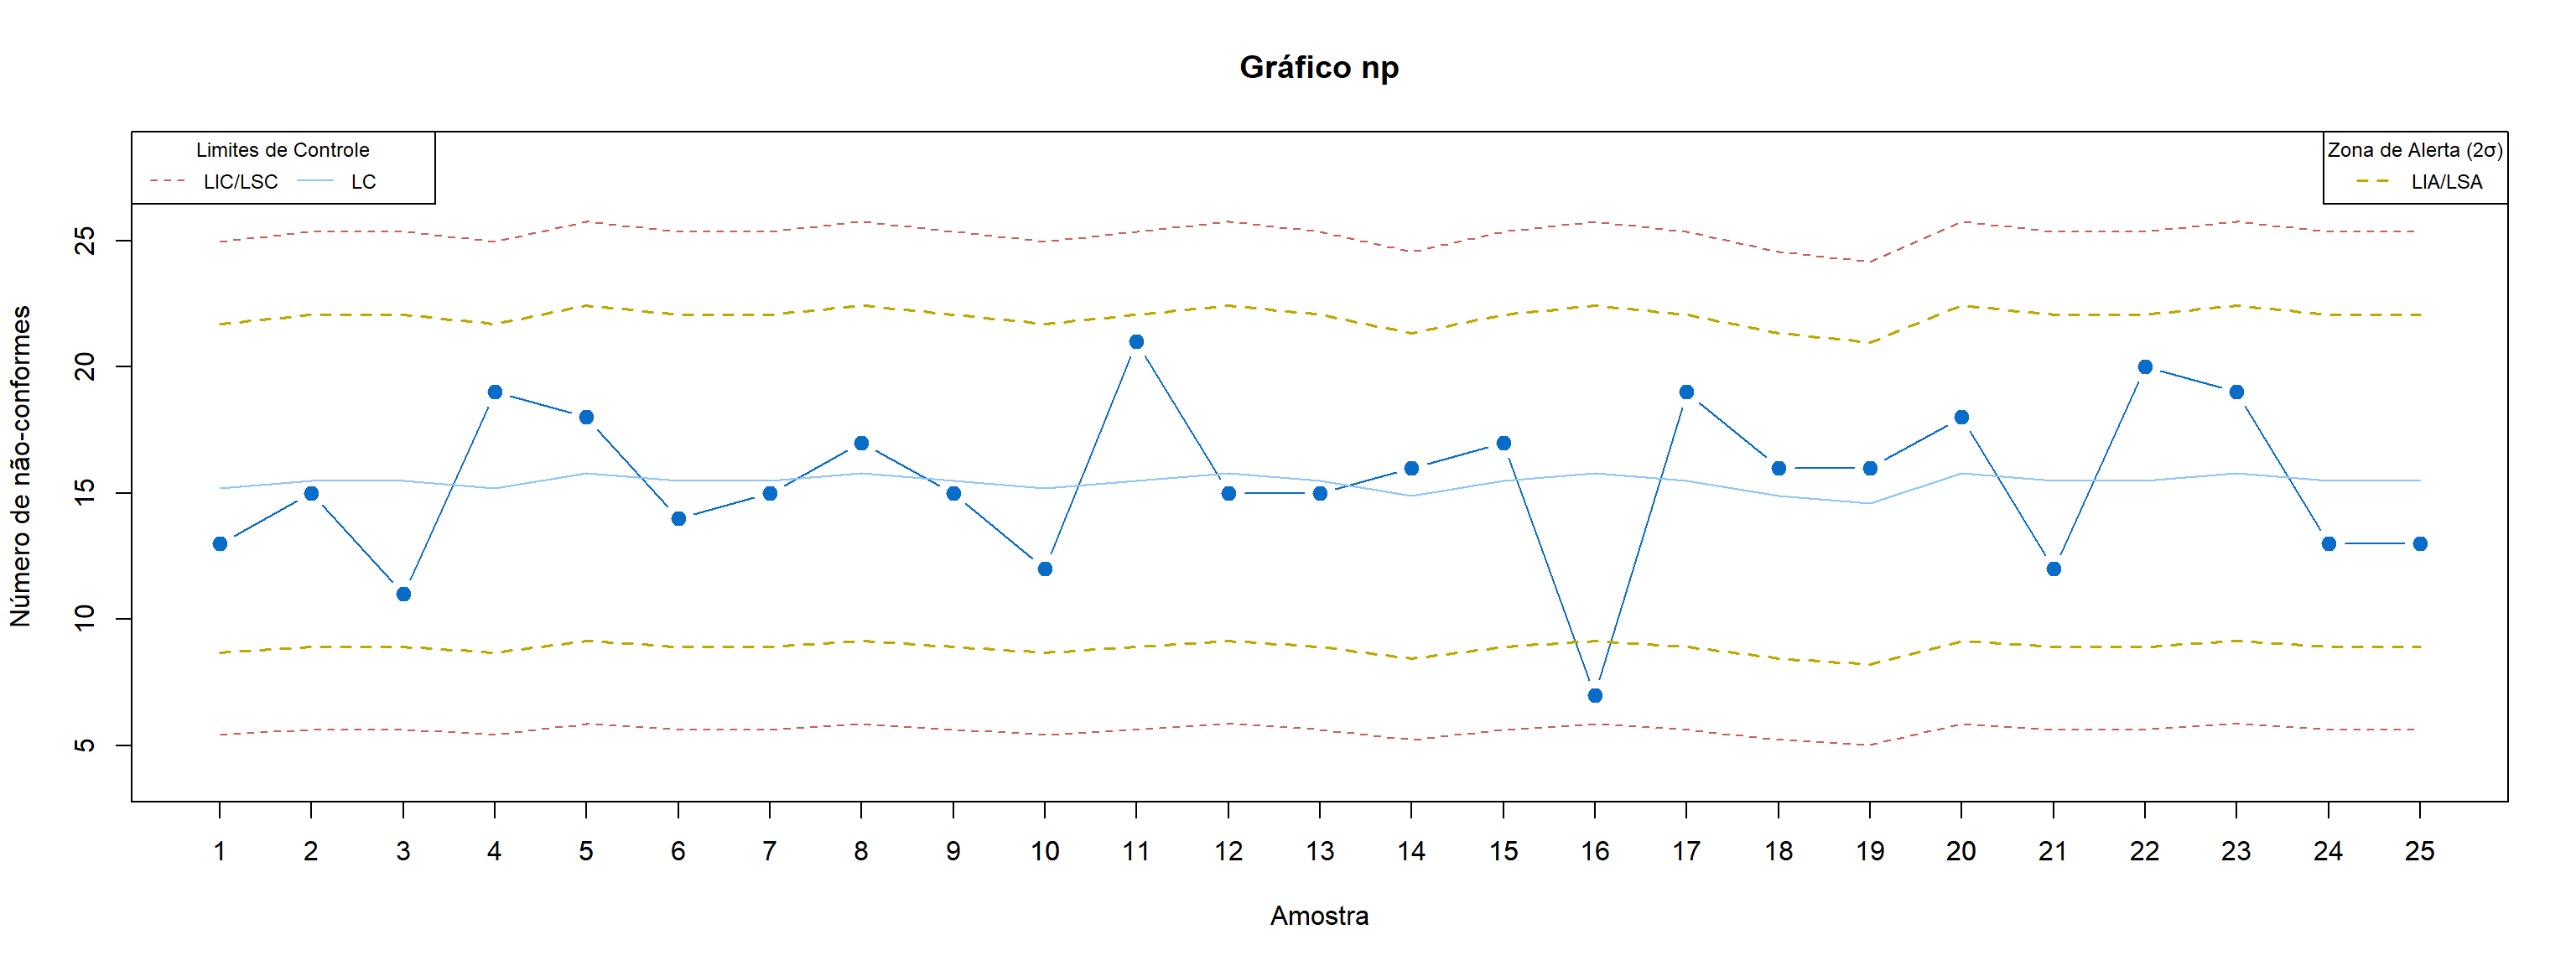 Gráfico np
Limites de Controle
LIC/LSC LC
Zona de Alerta (2σ)
LIA/LSA
Número de não-conformes
25
20
15
10
5
1 2 3 4 5 6 7 8 9 10 11 12 13 14 15 16 17 18 19 20 21 22 23 24 25
Amostra